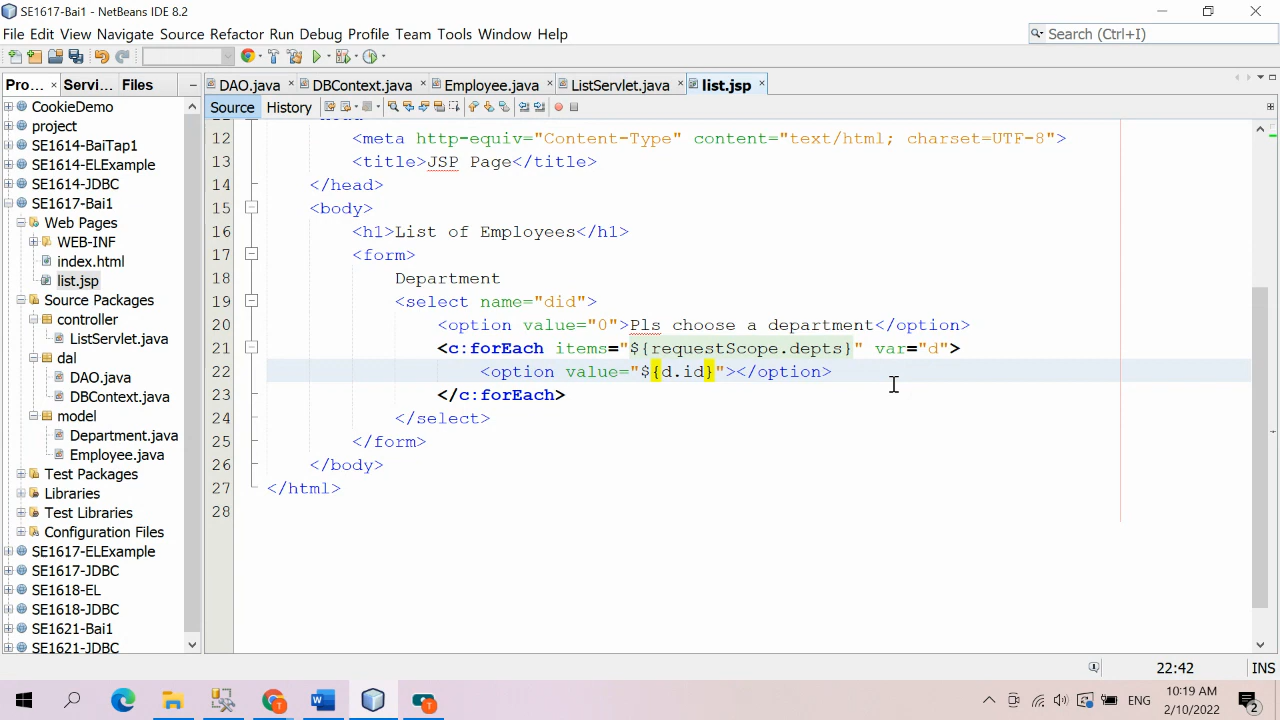 SE1617-Bai1 - NetBeans IDE 8.2
File Edit View Navigate Source Refactor Run Debug Profile Team Tools Window Help
Search (Ctrl+I)
Pro... × Servi... Files
DAO.java × DBContext.java × Employee.java × ListServlet.java × list.jsp ×
Source History
CookieDemo
project
SE1614-BaiTap1
SE1614-ELExample
SE1614-JDBC
SE1617-Bai1
Web Pages
WEB-INF
index.html
list.jsp
Source Packages
controller
ListServlet.java
dal
DAO.java
DBContext.java
model
Department.java
Employee.java
Test Packages
Libraries
Test Libraries
Configuration Files
SE1617-ELExample
SE1617-JDBC
SE1618-EL
SE1618-JDBC
SE1621-Bai1
SE1621-JDBC
12 <meta http-equiv="Content-Type" content="text/html; charset=UTF-8">
13 <title>JSP Page</title>
14 </head>
15 <body>
16 <h1>List of Employees</h1>
17 <form>
18 Department
19 <select name="did">
20 <option value="0">Pls choose a department</option>
21 <c:forEach items="${requestScope.depts}" var="d">
22 <option value="${d.id}"></option>
23 </c:forEach>
24 </select>
25 </form>
26 </body>
27 </html>
28
22:42 INS
ENG
10:19 AM
2/10/2022
2